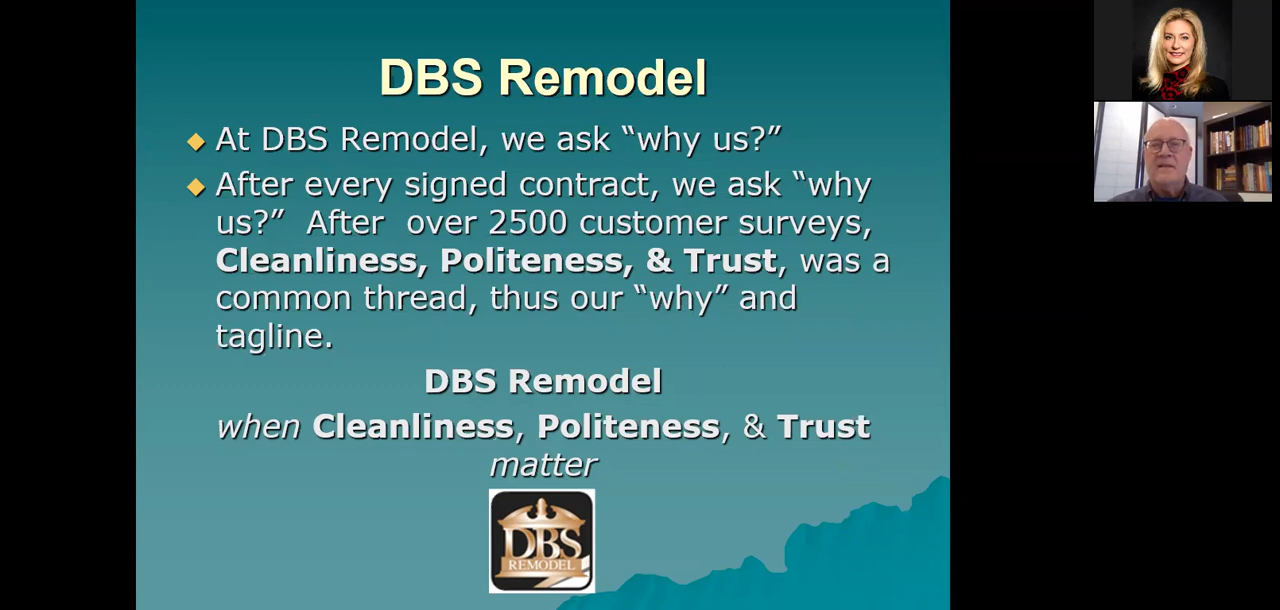 DBS Remodel
At DBS Remodel, we ask “why us?”
After every signed contract, we ask “why
us?”  After  over 2500 customer surveys,
Cleanliness, Politeness, & Trust, was a
common thread, thus our “why” and
tagline.
DBS Remodel
when Cleanliness, Politeness, & Trust
matter
DBS
REMODEL